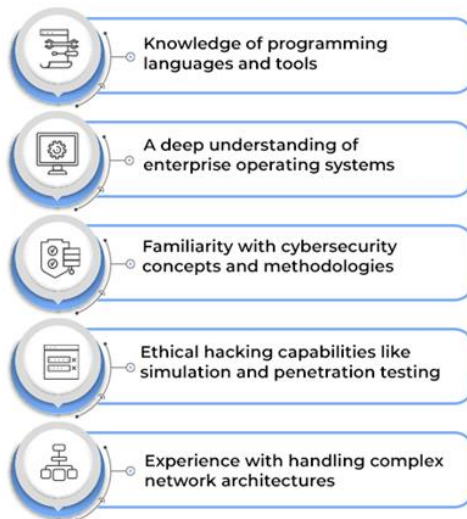 Knowledge of programming
languages and tools
A deep understanding of
enterprise operating systems
Familiarity with cybersecurity
concepts and methodologies
Ethical hacking capabilities like
simulation and penetration testing
Experience with handling complex
network architectures